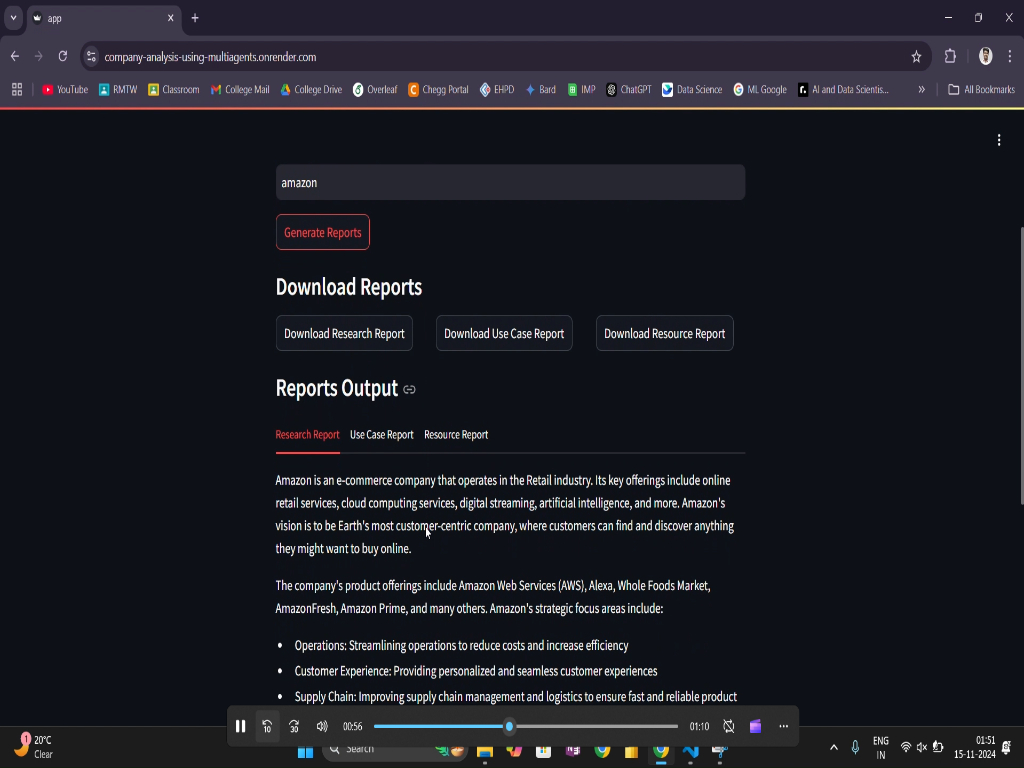 app
company-analysis-using-multiagents.onrender.com
YouTube RMTW Classroom College Mail College Drive Overleaf Chegg Portal EHPD Bard IMP ChatGPT Data Science ML Google AI and Data Scientis... » All Bookmarks
amazon
Generate Reports
Download Reports
Download Research Report Download Use Case Report Download Resource Report
Reports Output
Research Report Use Case Report Resource Report
Amazon is an e-commerce company that operates in the Retail industry. Its key offerings include online
retail services, cloud computing services, digital streaming, artificial intelligence, and more. Amazon's
vision is to be Earth's most customer-centric company, where customers can find and discover anything
they might want to buy online.
The company's product offerings include Amazon Web Services (AWS), Alexa, Whole Foods Market,
AmazonFresh, Amazon Prime, and many others. Amazon's strategic focus areas include:
• Operations: Streamlining operations to reduce costs and increase efficiency
• Customer Experience: Providing personalized and seamless customer experiences
• Supply Chain: Improving supply chain management and logistics to ensure fast and reliable product
10 30 00:56 01:10
1 20°C
Clear
Search
ENG
IN
01:51
15-11-2024